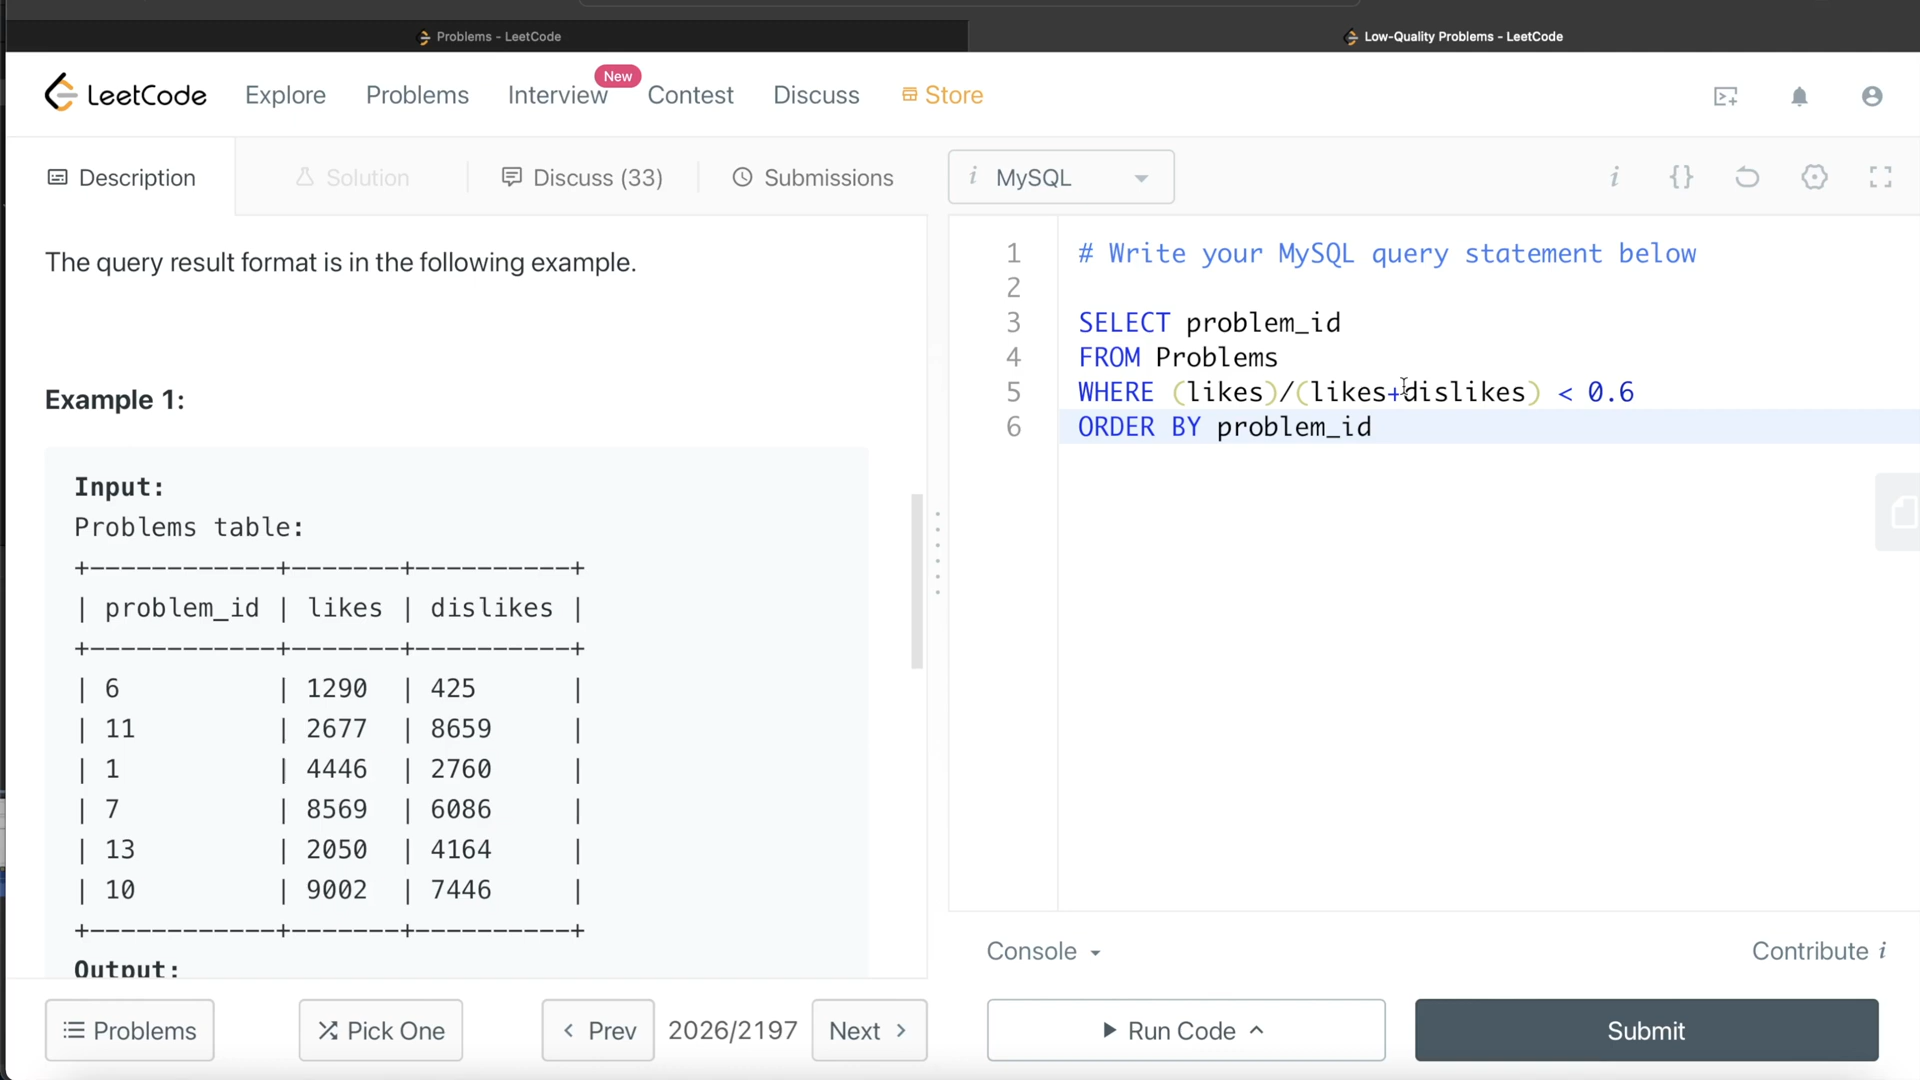 Problems - LeetCode
Low-Quality Problems - LeetCode
LeetCode
Explore
Problems
Interview
New
Contest
Discuss
Store
Description
Solution
Discuss (33)
Submissions
i MySQL
i {}
The query result format is in the following example.
Example 1:
Input:
Problems table:
+------------+-------+----------+
| problem_id | likes | dislikes |
+------------+-------+----------+
| 6          | 1290  | 425      |
| 11         | 2677  | 8659     |
| 1          | 4446  | 2760     |
| 7          | 8569  | 6086     |
| 13         | 2050  | 4164     |
| 10         | 9002  | 7446     |
+------------+-------+----------+
Output:
1 # Write your MySQL query statement below
2
3 SELECT problem_id
4 FROM Problems
5 WHERE (likes)/(likes+dislikes) < 0.6
6 ORDER BY problem_id
Console
Contribute i
Problems
Pick One
< Prev
2026/2197
Next >
Run Code
Submit